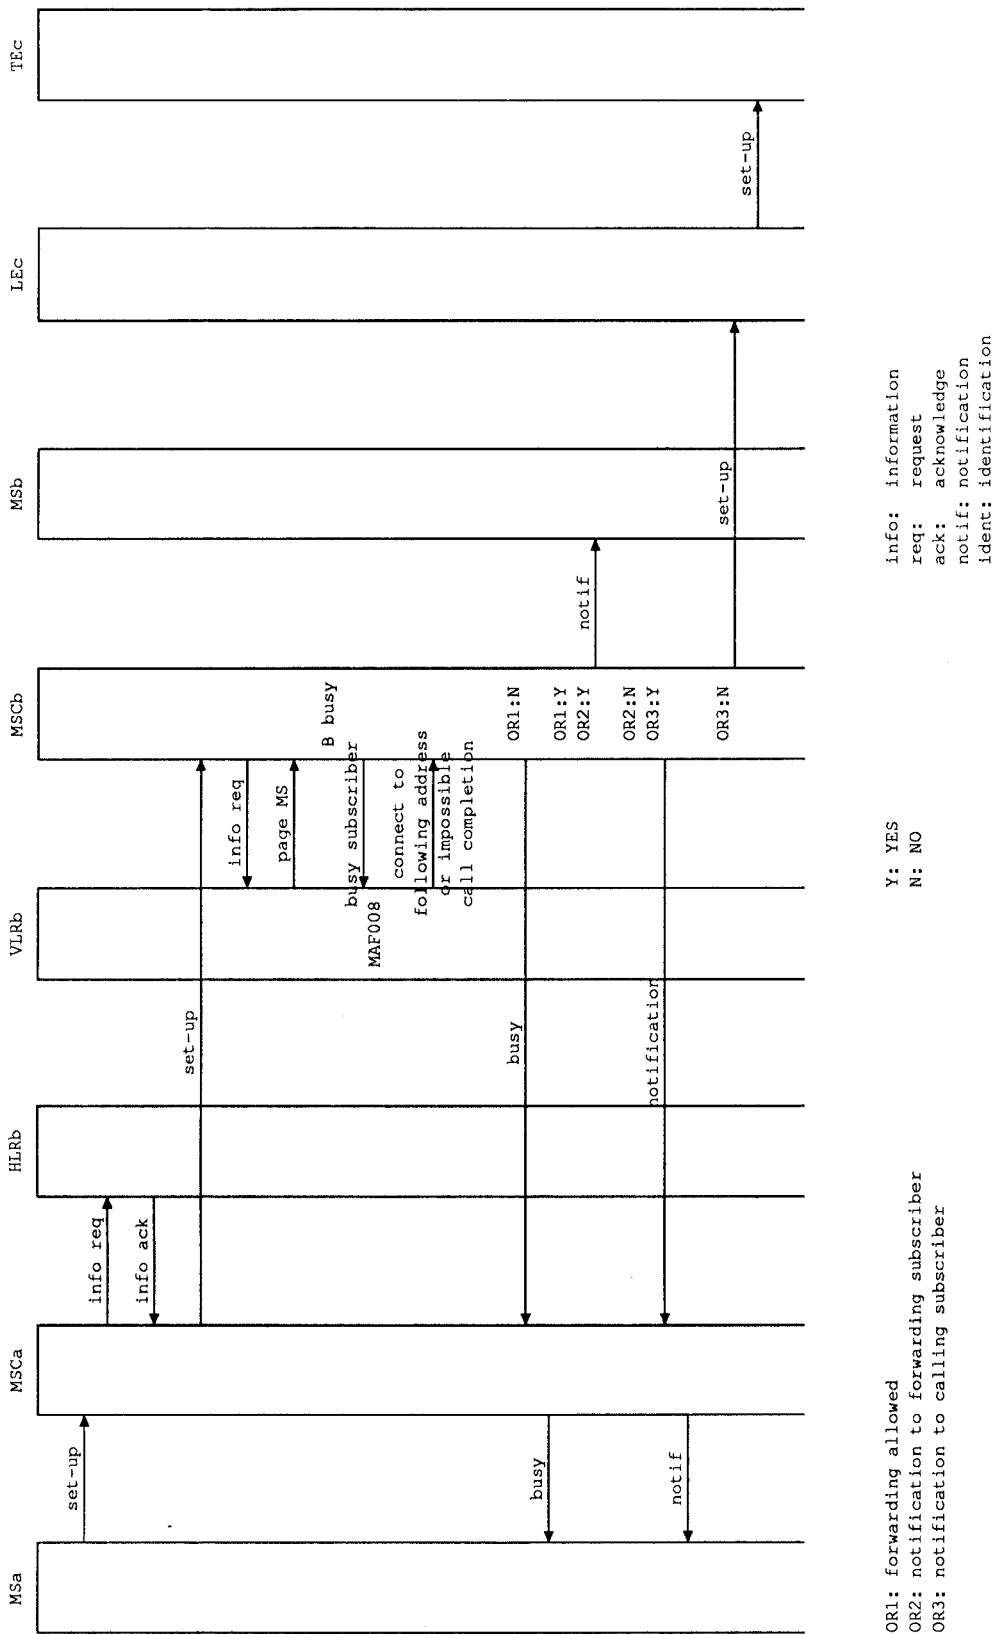 MSa
MSCa
HLRb
VLRb
MSCb
MSb
LEc
TEc
set-up
info req
info ack
set-up
info req
page MS
B busy
busy subscriber
MAF008
connect to
following address
or impossible
call completion
OR1:N
busy
busy
OR1:Y
OR2:Y
notif
OR2:N
OR3:Y
notification
notif
OR3:N
set-up
set-up
OR1: forwarding allowed
OR2: notification to forwarding subscriber
OR3: notification to calling subscriber
Y: YES
N: NO
info: information
req: request
ack: acknowledge
notif: notification
ident: identification